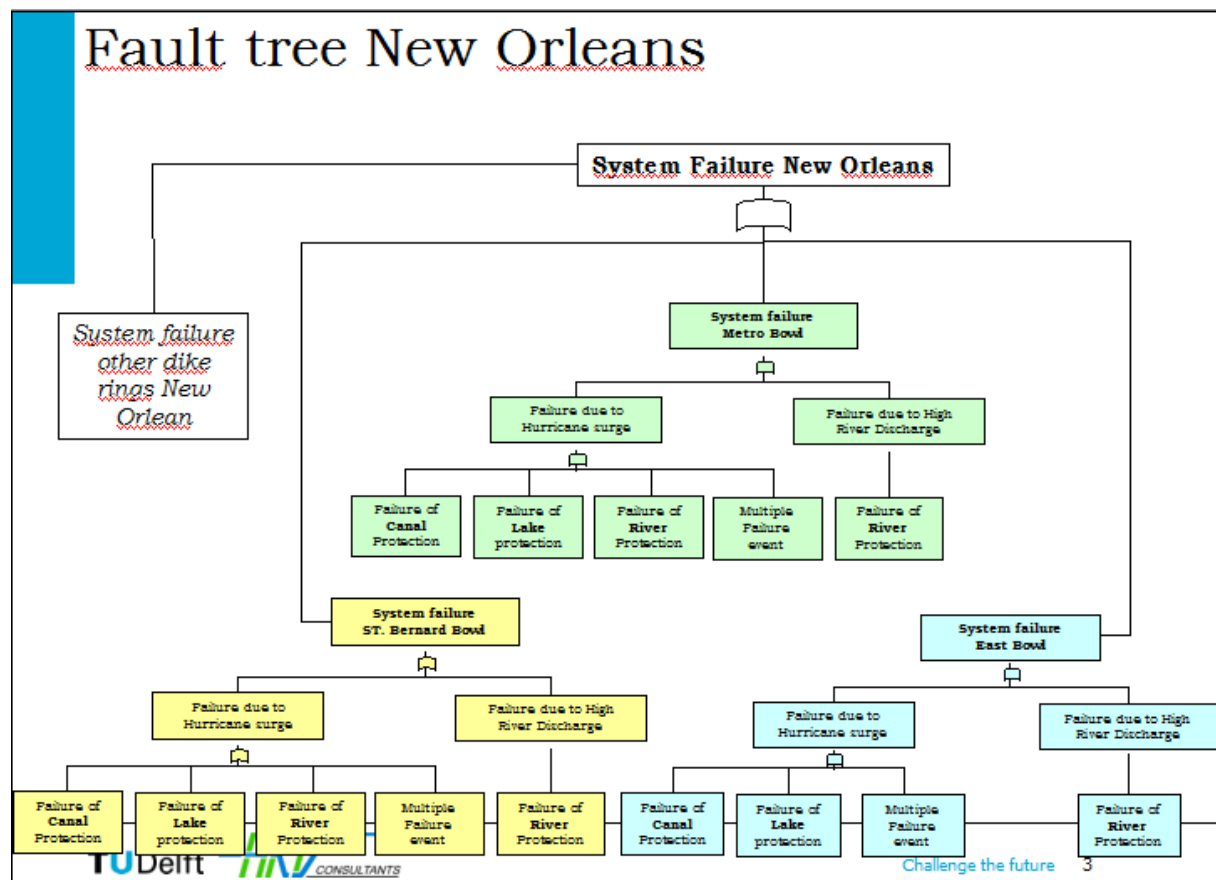 Fault tree New Orleans
System Failure New Orleans
System failure
other dike
rings New
Orlean
System failure
Metro Bowl
Failure due to
Hurricane surge
Failure due to High
River Discharge
Failure of
Canal
Protection
Failure of
Lake
protection
Failure of
River
Protection
Multiple
Failure
event
Failure of
River
Protection
System failure
ST. Bernard Bowl
Failure due to
Hurricane surge
Failure due to High
River Discharge
Failure of
Canal
Protection
Failure of
Lake
protection
Failure of
River
Protection
Multiple
Failure
event
Failure of
River
Protection
System failure
East Bowl
Failure due to
Hurricane surge
Failure due to High
River Discharge
Failure of
Canal
Protection
Failure of
Lake
protection
Multiple
Failure
event
Failure of
River
Protection
TUDelft
CONSULTANTS
Challenge the future 3